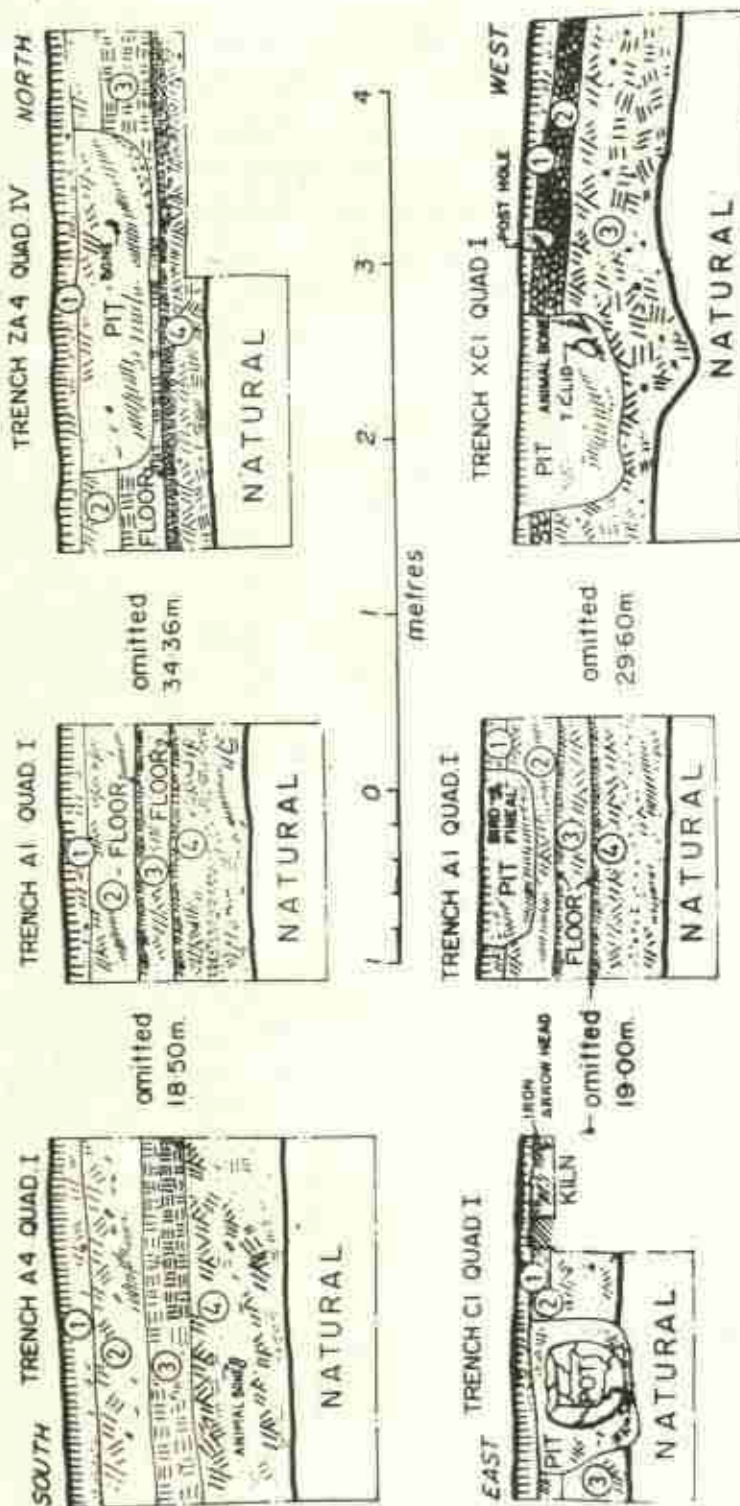 SOUTH TRENCH A4 QUAD. I
①
②
③
④
ANIMAL BONE
NATURAL
omitted
18·50m.
TRENCH A1 QUAD I
①
② - FLOOR
③ FLOOR
④
NATURAL
omitted
34·36m
TRENCH ZA4 QUAD IV NORTH
①
②
PIT
BONE
FLOOR
③
④
NATURAL
1 0 1 2 3 4
metres
EAST TRENCH C1 QUAD I
IRON
ARROW HEAD
①
②
PIT
POT
③
KILN
NATURAL
omitted
19·00m.
TRENCH A1 QUAD. I
PIT
BIRD
FINEAL
①
②
FLOOR
③
④
NATURAL
omitted
29·60m
TRENCH XC1 QUAD I WEST
POST HOLE
PIT
ANIMAL BONE
①
②
③
NATURAL